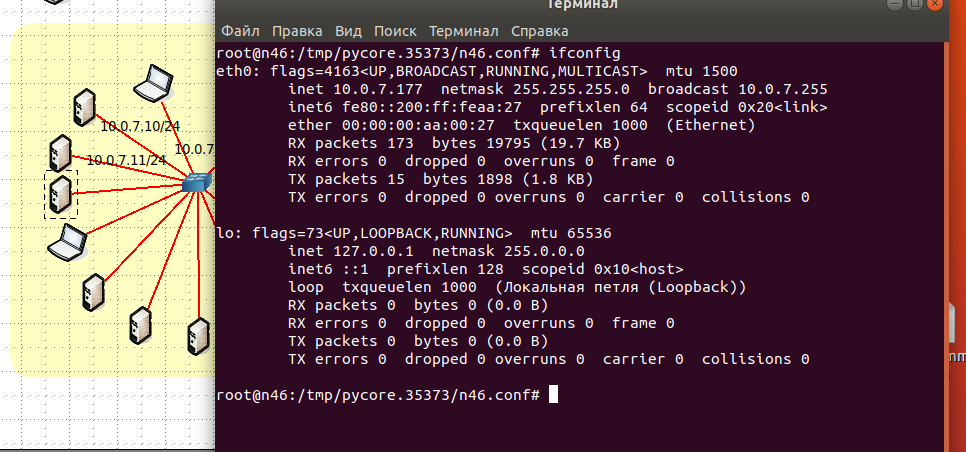 Терминал
Файл Правка Вид Поиск Терминал Справка
root@n46:/tmp/pycore.35373/n46.conf# ifconfig
eth0: flags=4163<UP,BROADCAST,RUNNING,MULTICAST>  mtu 1500
        inet 10.0.7.177  netmask 255.255.255.0  broadcast 10.0.7.255
        inet6 fe80::200:ff:feaa:27  prefixlen 64  scopeid 0x20<link>
        ether 00:00:00:aa:00:27  txqueuelen 1000  (Ethernet)
        RX packets 173  bytes 19795 (19.7 KB)
        RX errors 0  dropped 0  overruns 0  frame 0
        TX packets 15  bytes 1898 (1.8 KB)
        TX errors 0  dropped 0 overruns 0  carrier 0  collisions 0
lo: flags=73<UP,LOOPBACK,RUNNING>  mtu 65536
        inet 127.0.0.1  netmask 255.0.0.0
        inet6 ::1  prefixlen 128  scopeid 0x10<host>
        loop  txqueuelen 1000  (Локальная петля (Loopback))
        RX packets 0  bytes 0 (0.0 B)
        RX errors 0  dropped 0  overruns 0  frame 0
        TX packets 0  bytes 0 (0.0 B)
        TX errors 0  dropped 0 overruns 0  carrier 0  collisions 0
root@n46:/tmp/pycore.35373/n46.conf#
10.0.7.10/24
10.0.7
10.0.7.11/24